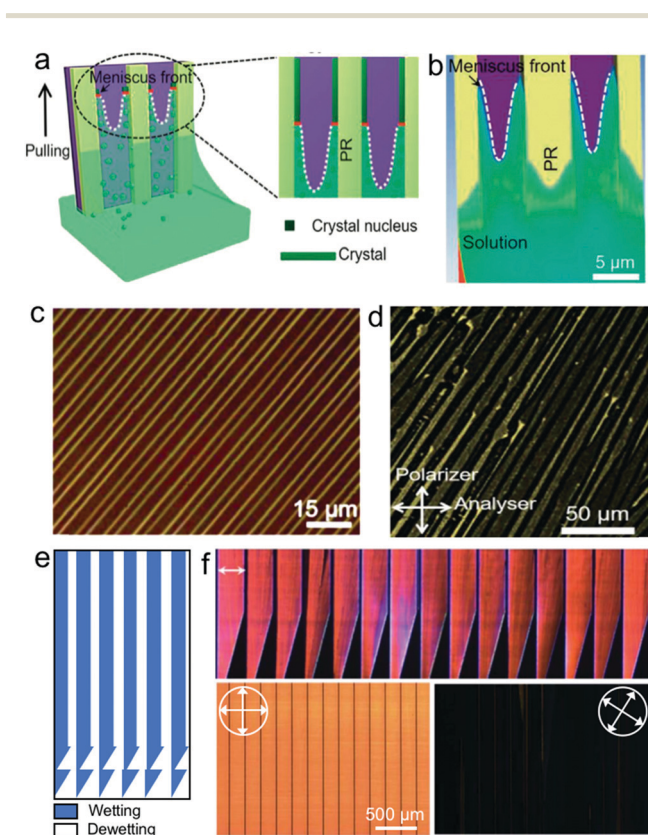 a
Meniscus front
Pulling
PR
Crystal nucleus
Crystal
b
Meniscus front
PR
Solution
5 µm
c
15 µm
d
Polarizer
Analyser
50 µm
e
Wetting
Dewetting
f
500 µm